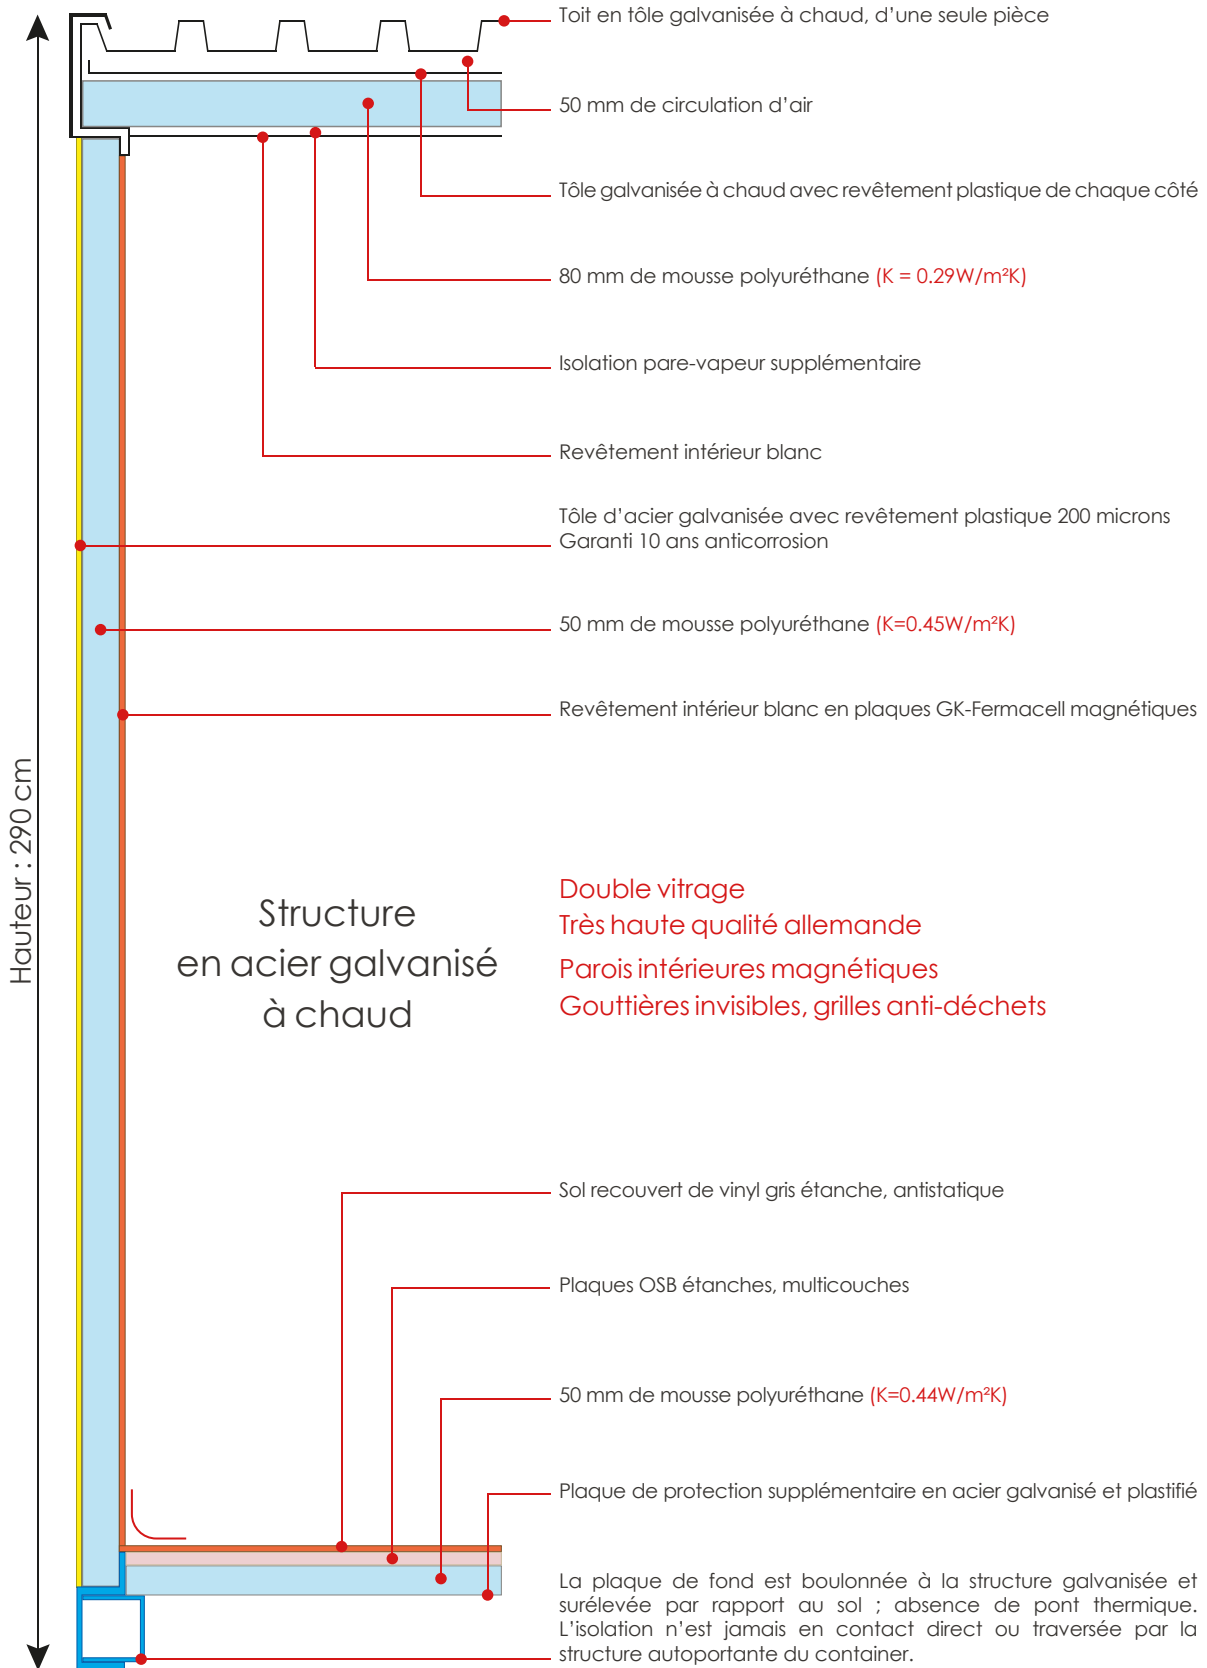 Toit en tôle galvanisée à chaud, d'une seule pièce
50 mm de circulation d'air
Tôle galvanisée à chaud avec revêtement plastique de chaque côté
80 mm de mousse polyuréthane (K = 0.29W/m²K)
Isolation pare-vapeur supplémentaire
Revêtement intérieur blanc
Tôle d'acier galvanisée avec revêtement plastique 200 microns
Garanti 10 ans anticorrosion
50 mm de mousse polyuréthane (K=0.45W/m²K)
Revêtement intérieur blanc en plaques GK-Fermacell magnétiques
Hauteur : 290 cm
Structure
en acier galvanisé
à chaud
Double vitrage
Très haute qualité allemande
Parois intérieures magnétiques
Gouttières invisibles, grilles anti-déchets
Sol recouvert de vinyl gris étanche, antistatique
Plaques OSB étanches, multicouches
50 mm de mousse polyuréthane (K=0.44W/m²K)
Plaque de protection supplémentaire en acier galvanisé et plastifié
La plaque de fond est boulonnée à la structure galvanisée et
surélevée par rapport au sol ; absence de pont thermique.
L'isolation n'est jamais en contact direct ou traversée par la
structure autoportante du container.